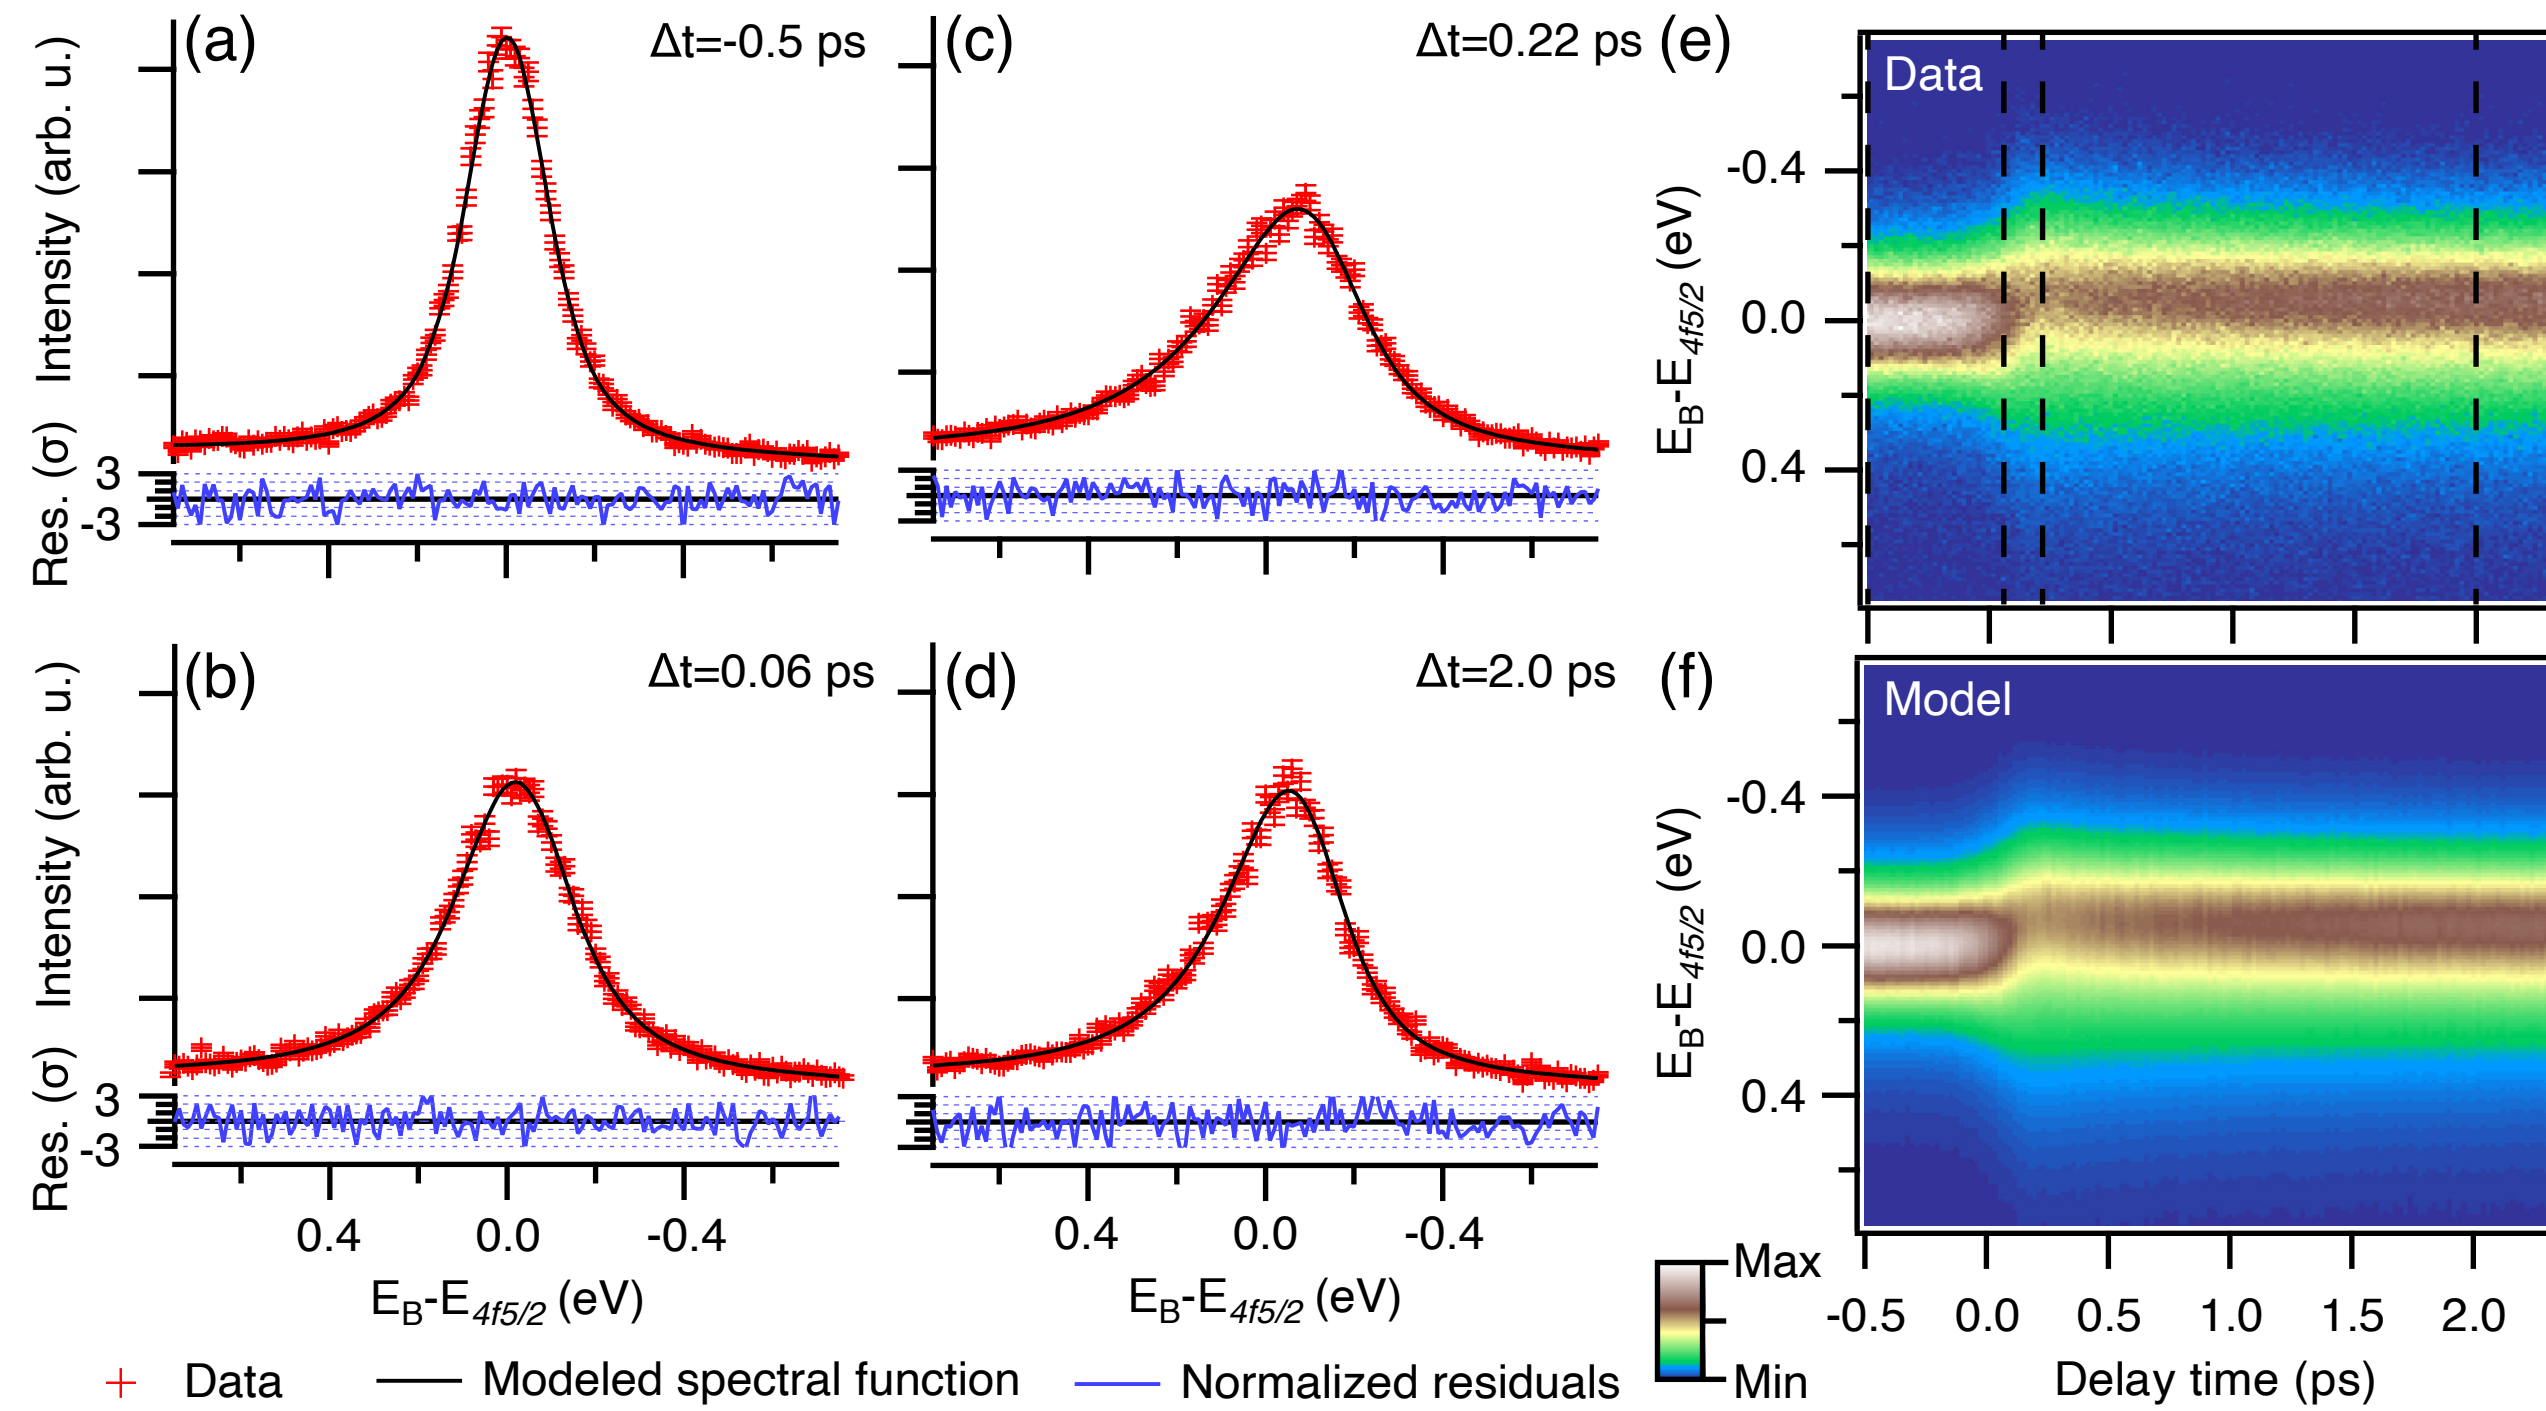 (a)
Δt=-0.5 ps
Intensity (arb. u.)
Res. (σ)
3
-3
(c)
Δt=0.22 ps
(e)
Data
-0.4
0.0
0.4
E_B-E_4f5/2 (eV)
(b)
Δt=0.06 ps
Intensity (arb. u.)
Res. (σ)
3
-3
0.4 0.0 -0.4
E_B-E_4f5/2 (eV)
(d)
Δt=2.0 ps
0.4 0.0 -0.4
E_B-E_4f5/2 (eV)
(f)
Model
-0.4
0.0
0.4
E_B-E_4f5/2 (eV)
Max
Min
-0.5 0.0 0.5 1.0 1.5 2.0
Delay time (ps)
Data
Modeled spectral function
Normalized residuals